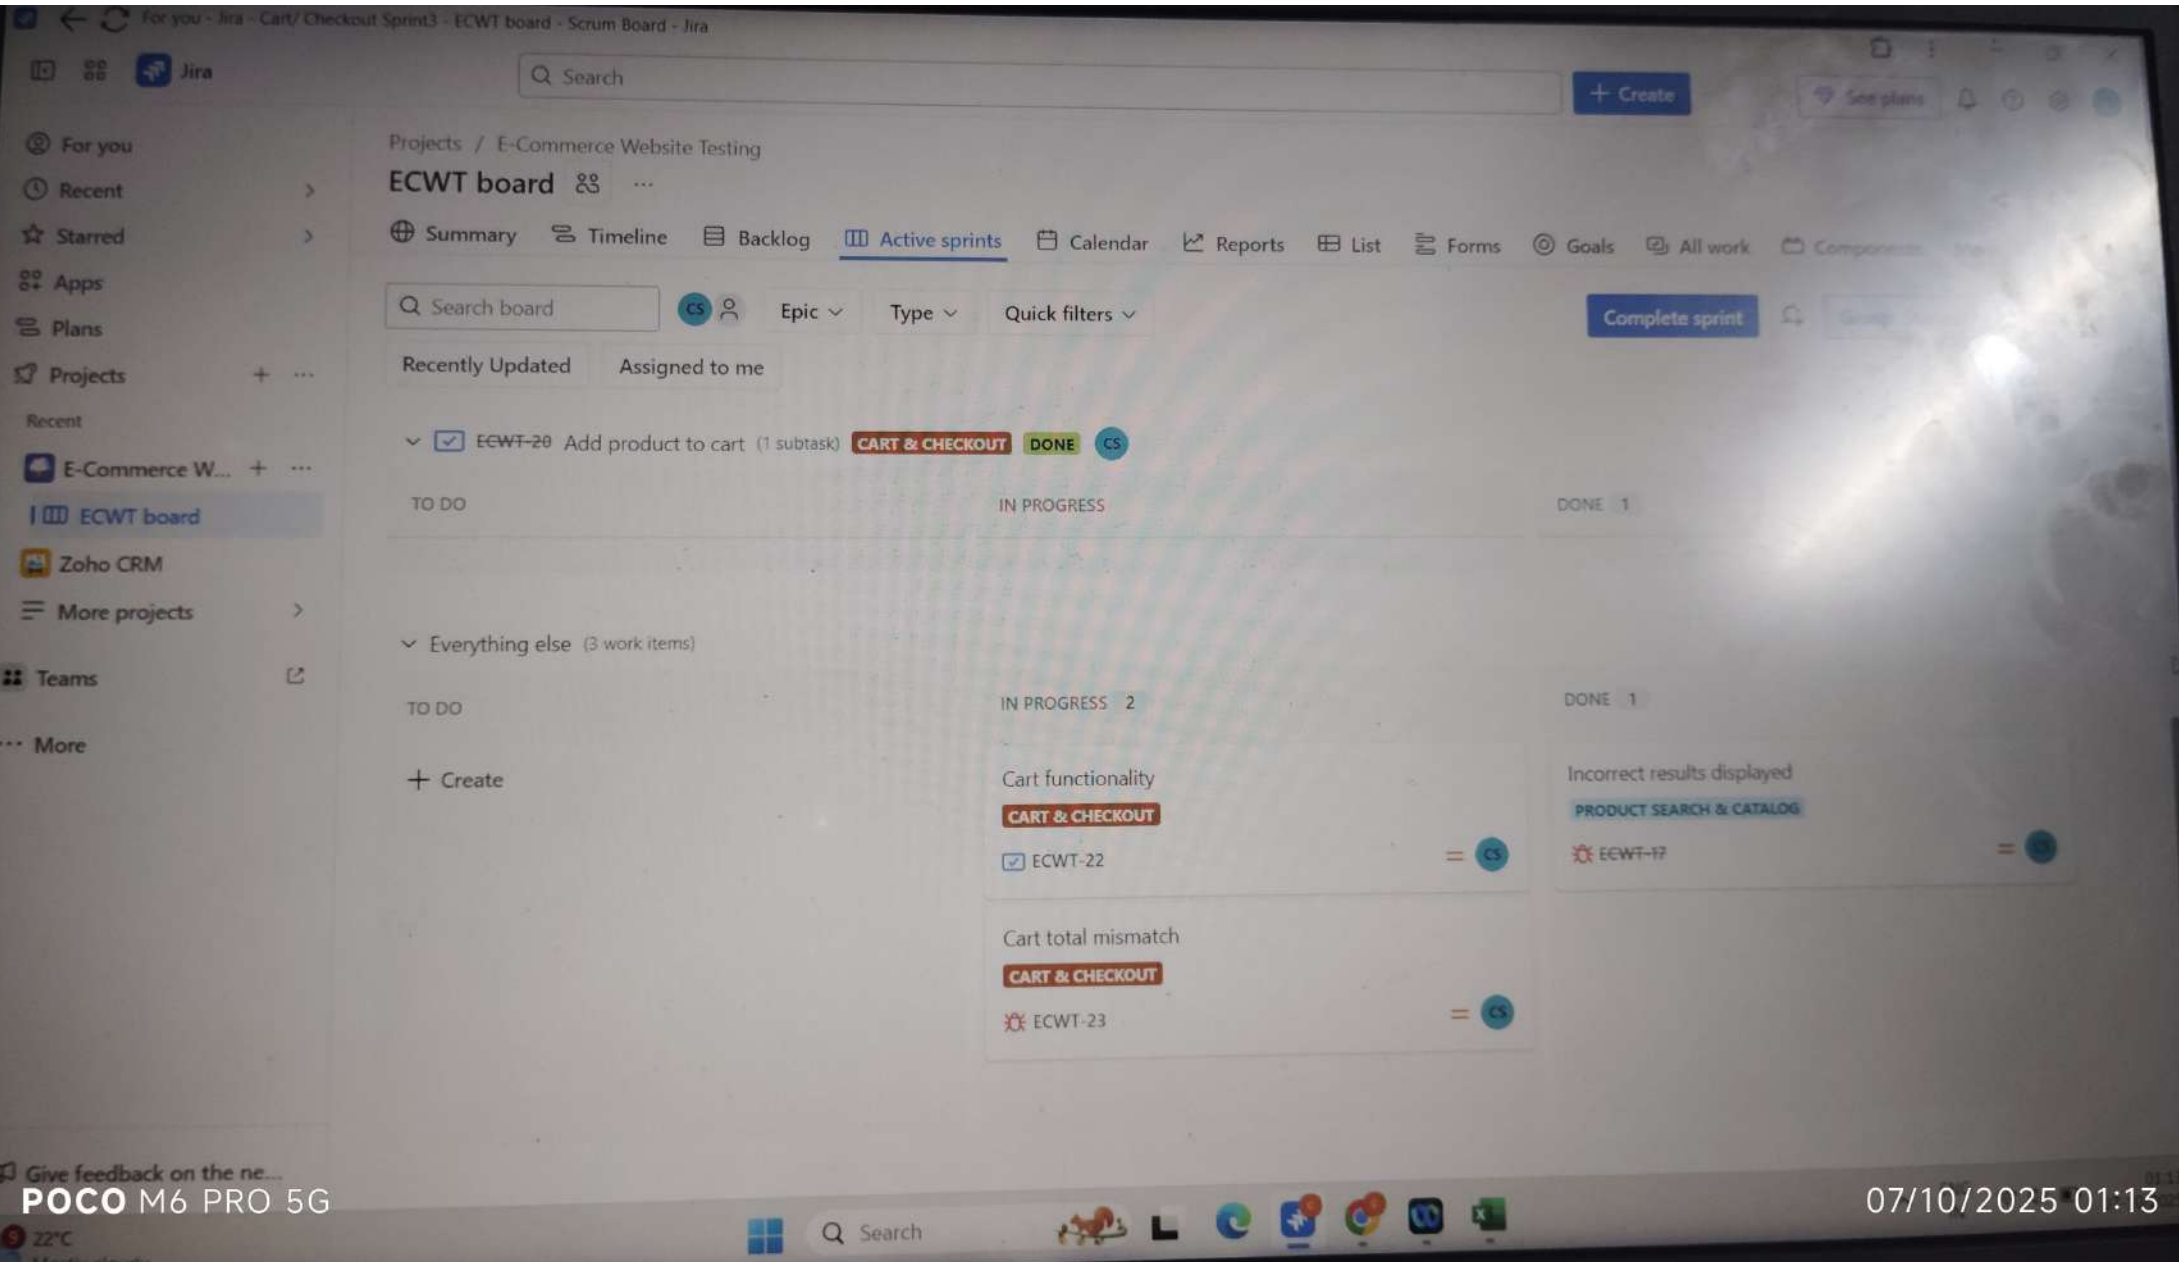 For you - Jira - Cart/ Checkout Sprint3 - ECWT board - Scrum Board - Jira
Jira
Search
+ Create
See plans
For you
Recent
Starred
Apps
Plans
Projects
Recent
E-Commerce W...
ECWT board
Zoho CRM
More projects
Teams
More
Give feedback on the ne...
Projects / E-Commerce Website Testing
ECWT board
Summary Timeline Backlog Active sprints Calendar Reports List Forms Goals All work
Search board CS Epic Type Quick filters Complete sprint
Recently Updated Assigned to me
ECWT-20 Add product to cart (1 subtask) CART & CHECKOUT DONE CS
TO DO IN PROGRESS DONE 1
Everything else (3 work items)
TO DO IN PROGRESS 2 DONE 1
+ Create
Cart functionality
CART & CHECKOUT
ECWT-22 CS
Cart total mismatch
CART & CHECKOUT
ECWT-23 CS
Incorrect results displayed
PRODUCT SEARCH & CATALOG
ECWT-17 CS
POCO M6 PRO 5G
07/10/2025 01:13
22°C
Search